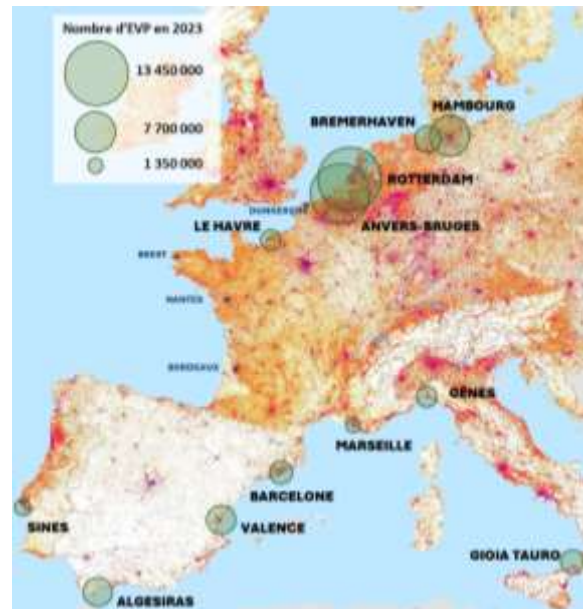 Nombre d'EVP en 2023
13 450 000
7 700 000
1 350 000
HAMBOURG
BREMERHAVEN
ROTTERDAM
DUNKERQUE
ANVERS-BRUGES
LE HAVRE
BREST
NANTES
BORDEAUX
GÊNES
MARSEILLE
BARCELONE
SINES
VALENCE
GIOIA TAURO
ALGESIRAS